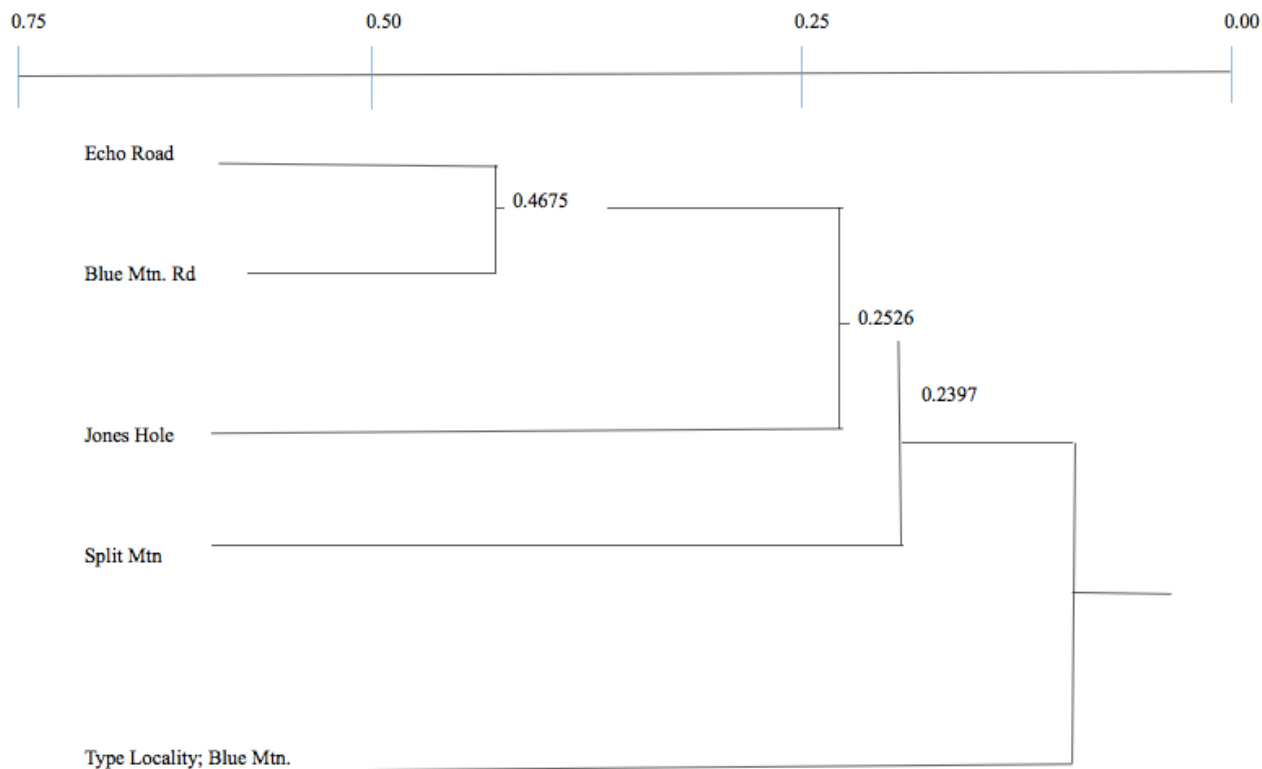 0.75 0.50 0.25 0.00
Echo Road
0.4675
Blue Mtn. Rd
0.2526
0.2397
Jones Hole
Split Mtn
Type Locality; Blue Mtn.